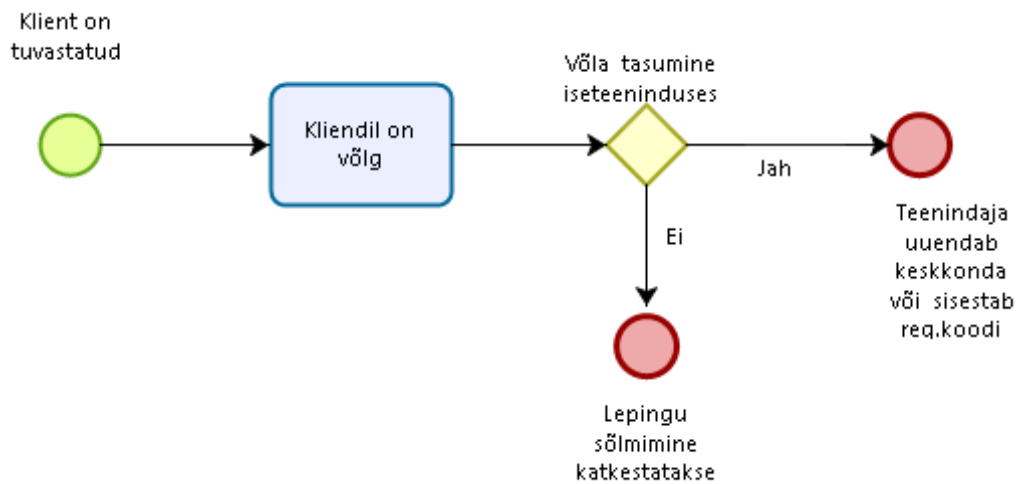 Klient on
tuvastatud
Kliendil on
võlg
Võla tasumine
iseteeninduses
Jah
Ei
Teenindaja
uuendab
keskkonda
või sisestab
reg.koodi
Lepingu
sõlmimine
katkestatakse